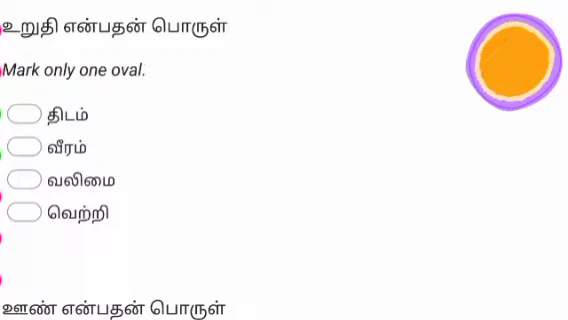 உறுதி என்பதன் பொருள்
Mark only one oval.
திடம்
வீரம்
வலிமை
வெற்றி
ஊண் என்பதன் பொருள்